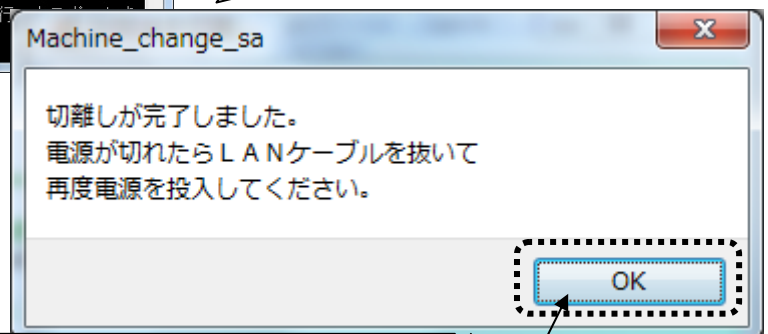 Machine_change_sa
切離しが完了しました。
電源が切れたらＬＡＮケーブルを抜いて
再度電源を投入してください。
OK